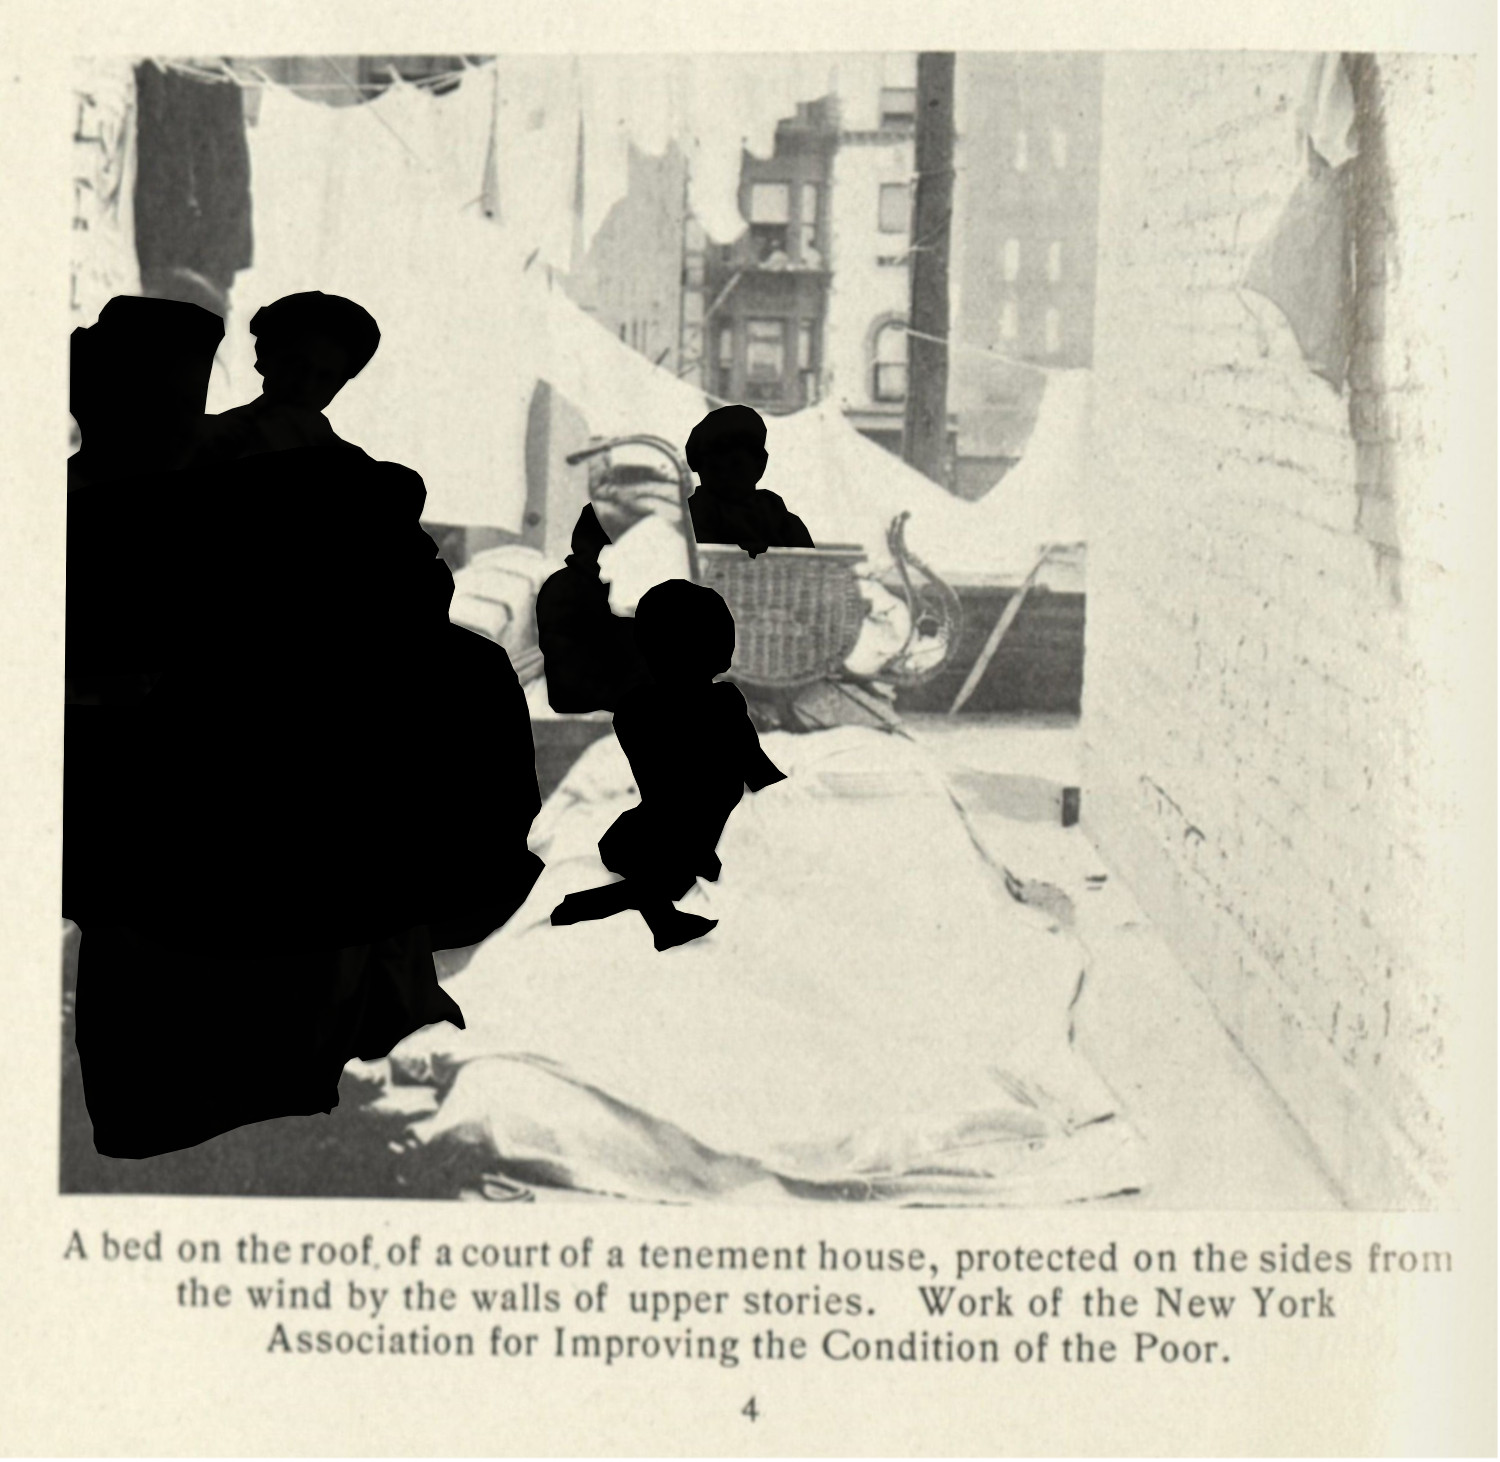 A bed on the roof of a court of a tenement house, protected on the sides from
the wind by the walls of upper stories. Work of the New York
Association for Improving the Condition of the Poor.
4